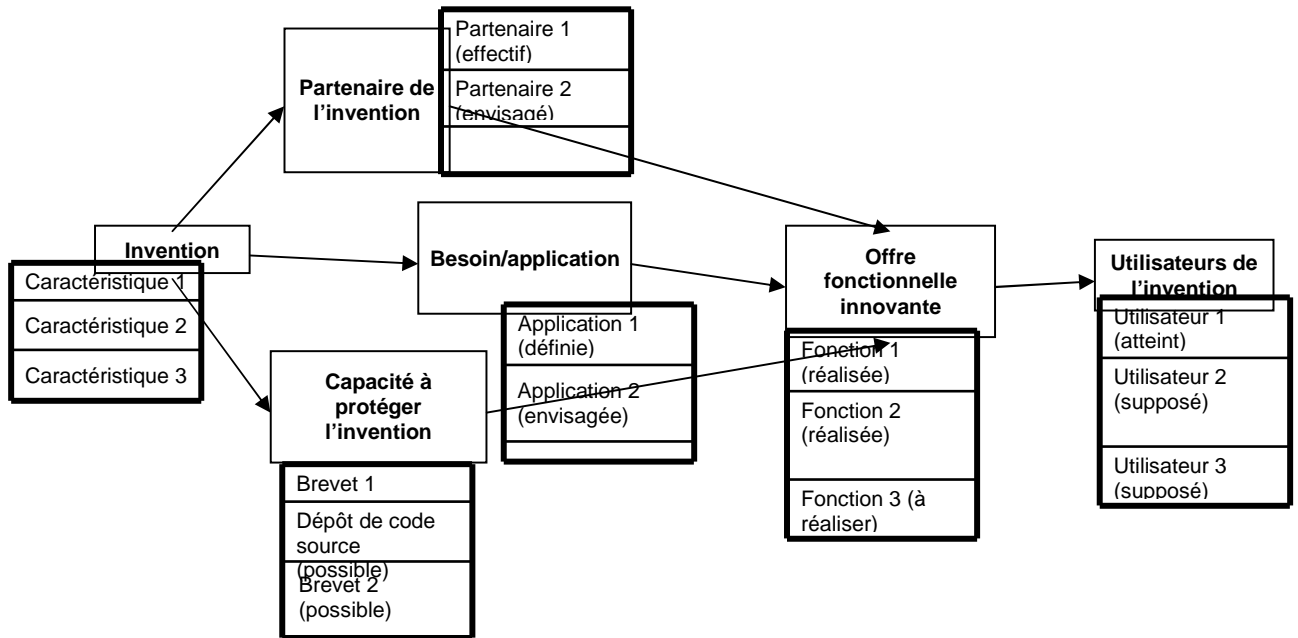 Partenaire 1
(effectif)
Partenaire 2
(envisagé)
Partenaire de
l’invention
Invention
Caractéristique 1
Caractéristique 2
Caractéristique 3
Besoin/application
Application 1
(définie)
Application 2
(envisagée)
Capacité à
protéger
l’invention
Brevet 1
Dépôt de code
source
(possible)
Brevet 2
(possible)
Offre
fonctionnelle
innovante
Fonction 1
(réalisée)
Fonction 2
(réalisée)
Fonction 3 (à
réaliser)
Utilisateurs de
l’invention
Utilisateur 1
(atteint)
Utilisateur 2
(supposé)
Utilisateur 3
(supposé)